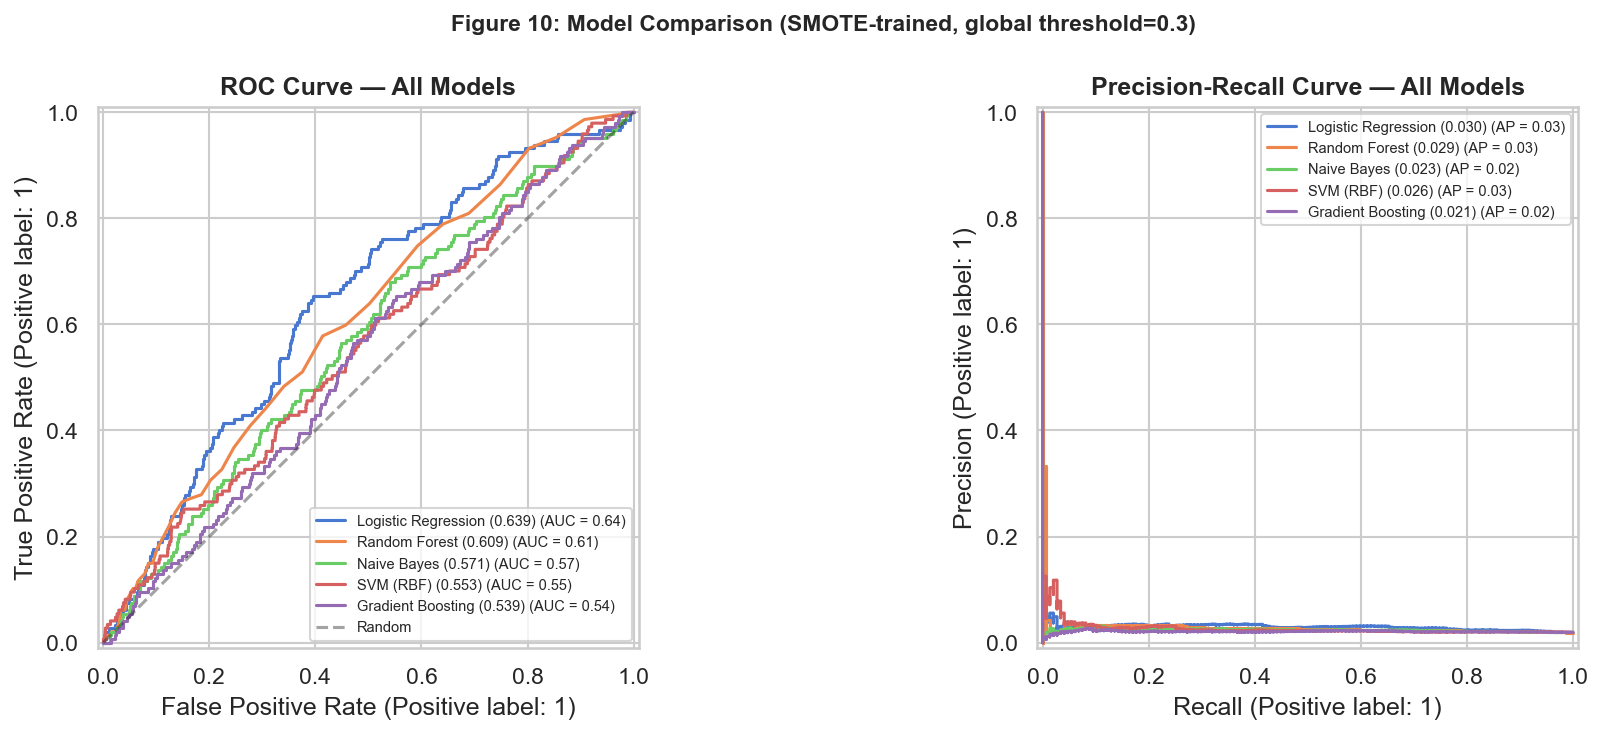 Figure 10: Model Comparison (SMOTE-trained, global threshold=0.3)
ROC Curve — All Models
True Positive Rate (Positive label: 1)
1.0
0.8
0.6
0.4
0.2
0.0
0.0 0.2 0.4 0.6 0.8 1.0
False Positive Rate (Positive label: 1)
Logistic Regression (0.639) (AUC = 0.64)
Random Forest (0.609) (AUC = 0.61)
Naive Bayes (0.571) (AUC = 0.57)
SVM (RBF) (0.553) (AUC = 0.55)
Gradient Boosting (0.539) (AUC = 0.54)
Random
Precision-Recall Curve — All Models
Precision (Positive label: 1)
1.0
0.8
0.6
0.4
0.2
0.0
0.0 0.2 0.4 0.6 0.8 1.0
Recall (Positive label: 1)
Logistic Regression (0.030) (AP = 0.03)
Random Forest (0.029) (AP = 0.03)
Naive Bayes (0.023) (AP = 0.02)
SVM (RBF) (0.026) (AP = 0.03)
Gradient Boosting (0.021) (AP = 0.02)